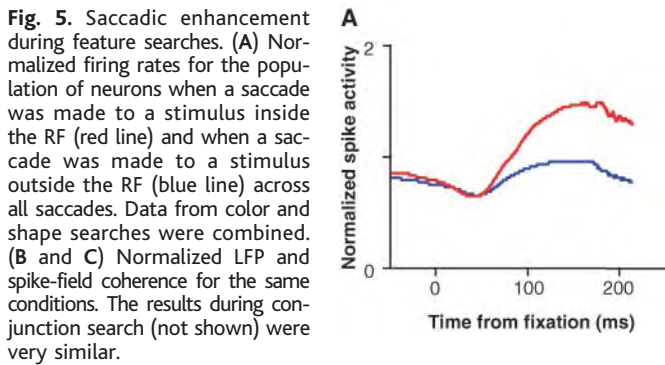 Fig. 5. Saccadic enhancement
during feature searches. (A) Nor-
malized firing rates for the popu-
lation of neurons when a saccade
was made to a stimulus inside
the RF (red line) and when a sac-
cade was made to a stimulus
outside the RF (blue line) across
all saccades. Data from color and
shape searches were combined.
(B and C) Normalized LFP and
spike-field coherence for the same
conditions. The results during con-
junction search (not shown) were
very similar.
A
2
Normalized spike activity
0
0 100 200
Time from fixation (ms)